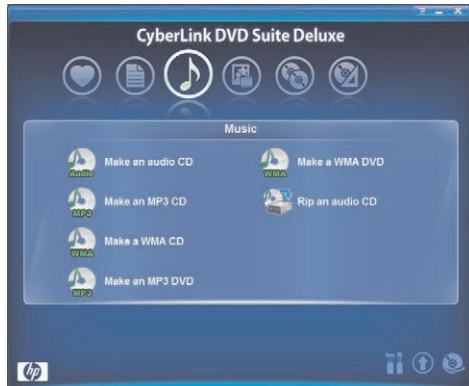 CyberLink DVD Suite Deluxe
Music
Make an audio CD
Make an MP3 CD
Make a WMA CD
Make an MP3 DVD
Make a WMA DVD
Rip an audio CD
Audio
MP3
WMA
MP3
WMA
hp